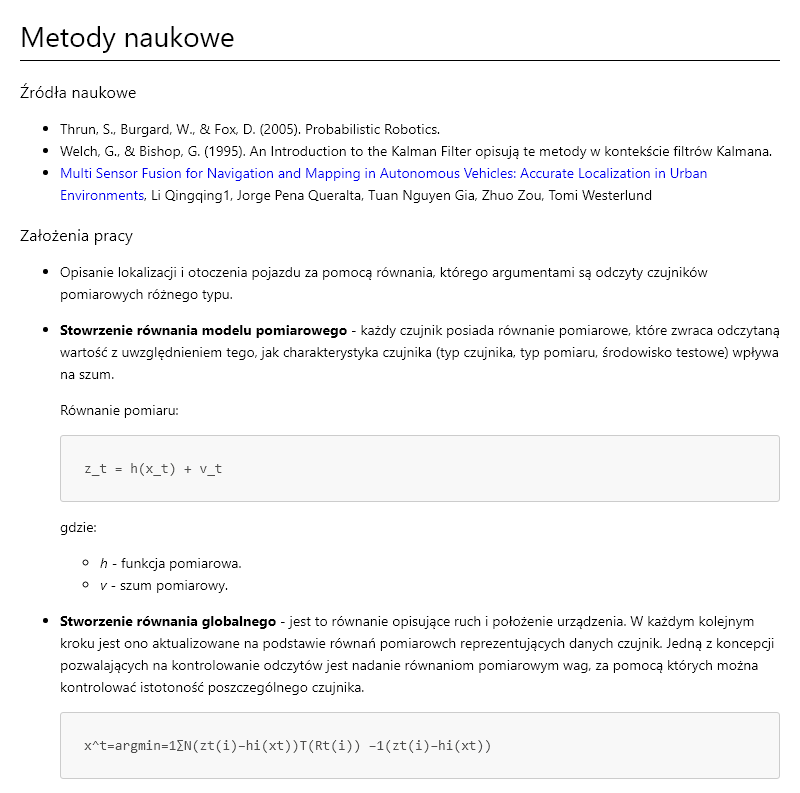 Metody naukowe
Źródła naukowe
Thrun, S., Burgard, W., & Fox, D. (2005). Probabilistic Robotics.
Welch, G., & Bishop, G. (1995). An Introduction to the Kalman Filter opisują te metody w kontekście filtrów Kalmana.
Multi Sensor Fusion for Navigation and Mapping in Autonomous Vehicles: Accurate Localization in Urban
Environments, Li Qingqing1, Jorge Pena Queralta, Tuan Nguyen Gia, Zhuo Zou, Tomi Westerlund
Założenia pracy
Opisanie lokalizacji i otoczenia pojazdu za pomocą równania, którego argumentami są odczyty czujników
pomiarowych różnego typu.
Stowrzenie równania modelu pomiarowego - każdy czujnik posiada równanie pomiarowe, które zwraca odczytaną
wartość z uwzględnieniem tego, jak charakterystyka czujnika (typ czujnika, typ pomiaru, środowisko testowe) wpływa
na szum.
Równanie pomiaru:
z_t = h(x_t) + v_t
gdzie:
h - funkcja pomiarowa.
v - szum pomiarowy.
Stworzenie równania globalnego - jest to równanie opisujące ruch i położenie urządzenia. W każdym kolejnym
kroku jest ono aktualizowane na podstawie równań pomiarowch reprezentujących danych czujnik. Jedną z koncepcji
pozwalających na kontrolowanie odczytów jest nadanie równaniom pomiarowym wag, za pomocą których można
kontrolować istotoność poszczególnego czujnika.
x^t=argmin=1∑N(zt(i)−hi(xt))T(Rt(i)) −1(zt(i)−hi(xt))